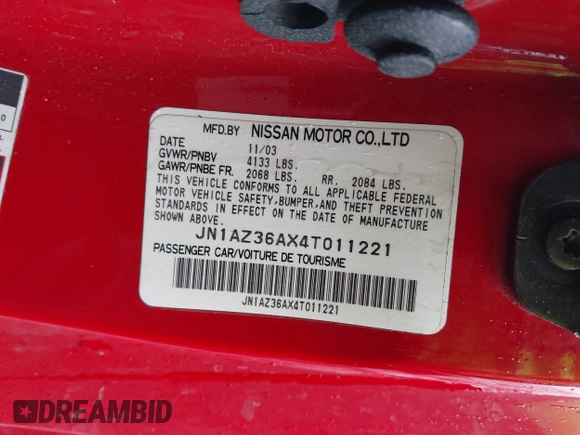 MFD.BY NISSAN MOTOR CO.,LTD
DATE 11/03
GVWR/PNBV 4133 LBS.
GAWR/PNBE FR. 2068 LBS. RR. 2084 LBS.
THIS VEHICLE CONFORMS TO ALL APPLICABLE FEDERAL
MOTOR VEHICLE SAFETY,BUMPER,AND THEFT PREVENTION
STANDARDS IN EFFECT ON THE DATE OF MANUFACTURE
SHOWN ABOVE.
JN1AZ36AX4T011221
PASSENGER CAR/VOITURE DE TOURISME
JN1AZ36AX4T011221
DREAMBID